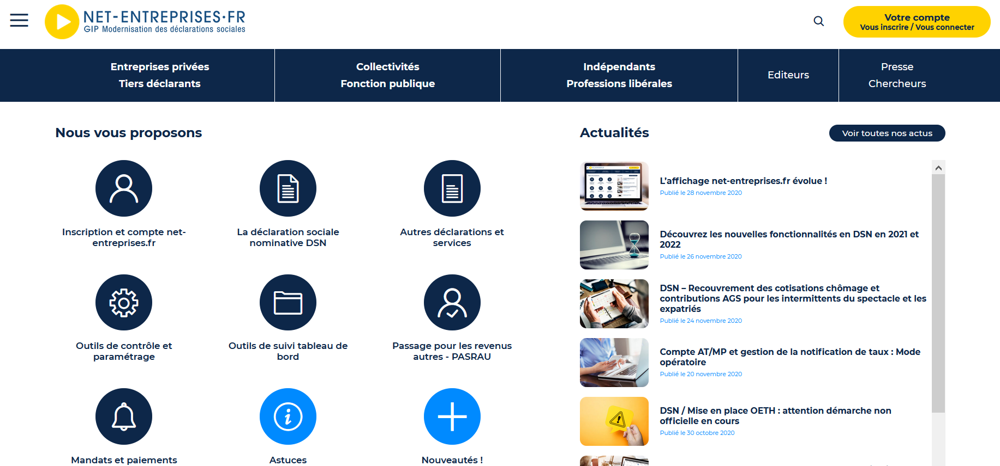 NET-ENTREPRISES·FR
GIP Modernisation des déclarations sociales
Votre compte
Vous inscrire / Vous connecter
Entreprises privées
Tiers déclarants
Collectivités
Fonction publique
Indépendants
Professions libérales
Editeurs
Presse
Chercheurs
Nous vous proposons
Inscription et compte net-
entreprises.fr
La déclaration sociale
nominative DSN
Autres déclarations et
services
Outils de contrôle et
paramétrage
Outils de suivi tableau de
bord
Passage pour les revenus
autres - PASRAU
Mandats et paiements
Astuces
Nouveautés !
Actualités
Voir toutes nos actus
L'affichage net-entreprises.fr évolue !
Publié le 28 novembre 2020
Découvrez les nouvelles fonctionnalités en DSN en 2021 et
2022
Publié le 26 novembre 2020
DSN – Recouvrement des cotisations chômage et
contributions AGS pour les intermittents du spectacle et les
expatriés
Publié le 24 novembre 2020
Compte AT/MP et gestion de la notification de taux : Mode
opératoire
Publié le 20 novembre 2020
DSN / Mise en place OETH : attention démarche non
officielle en cours
Publié le 30 octobre 2020